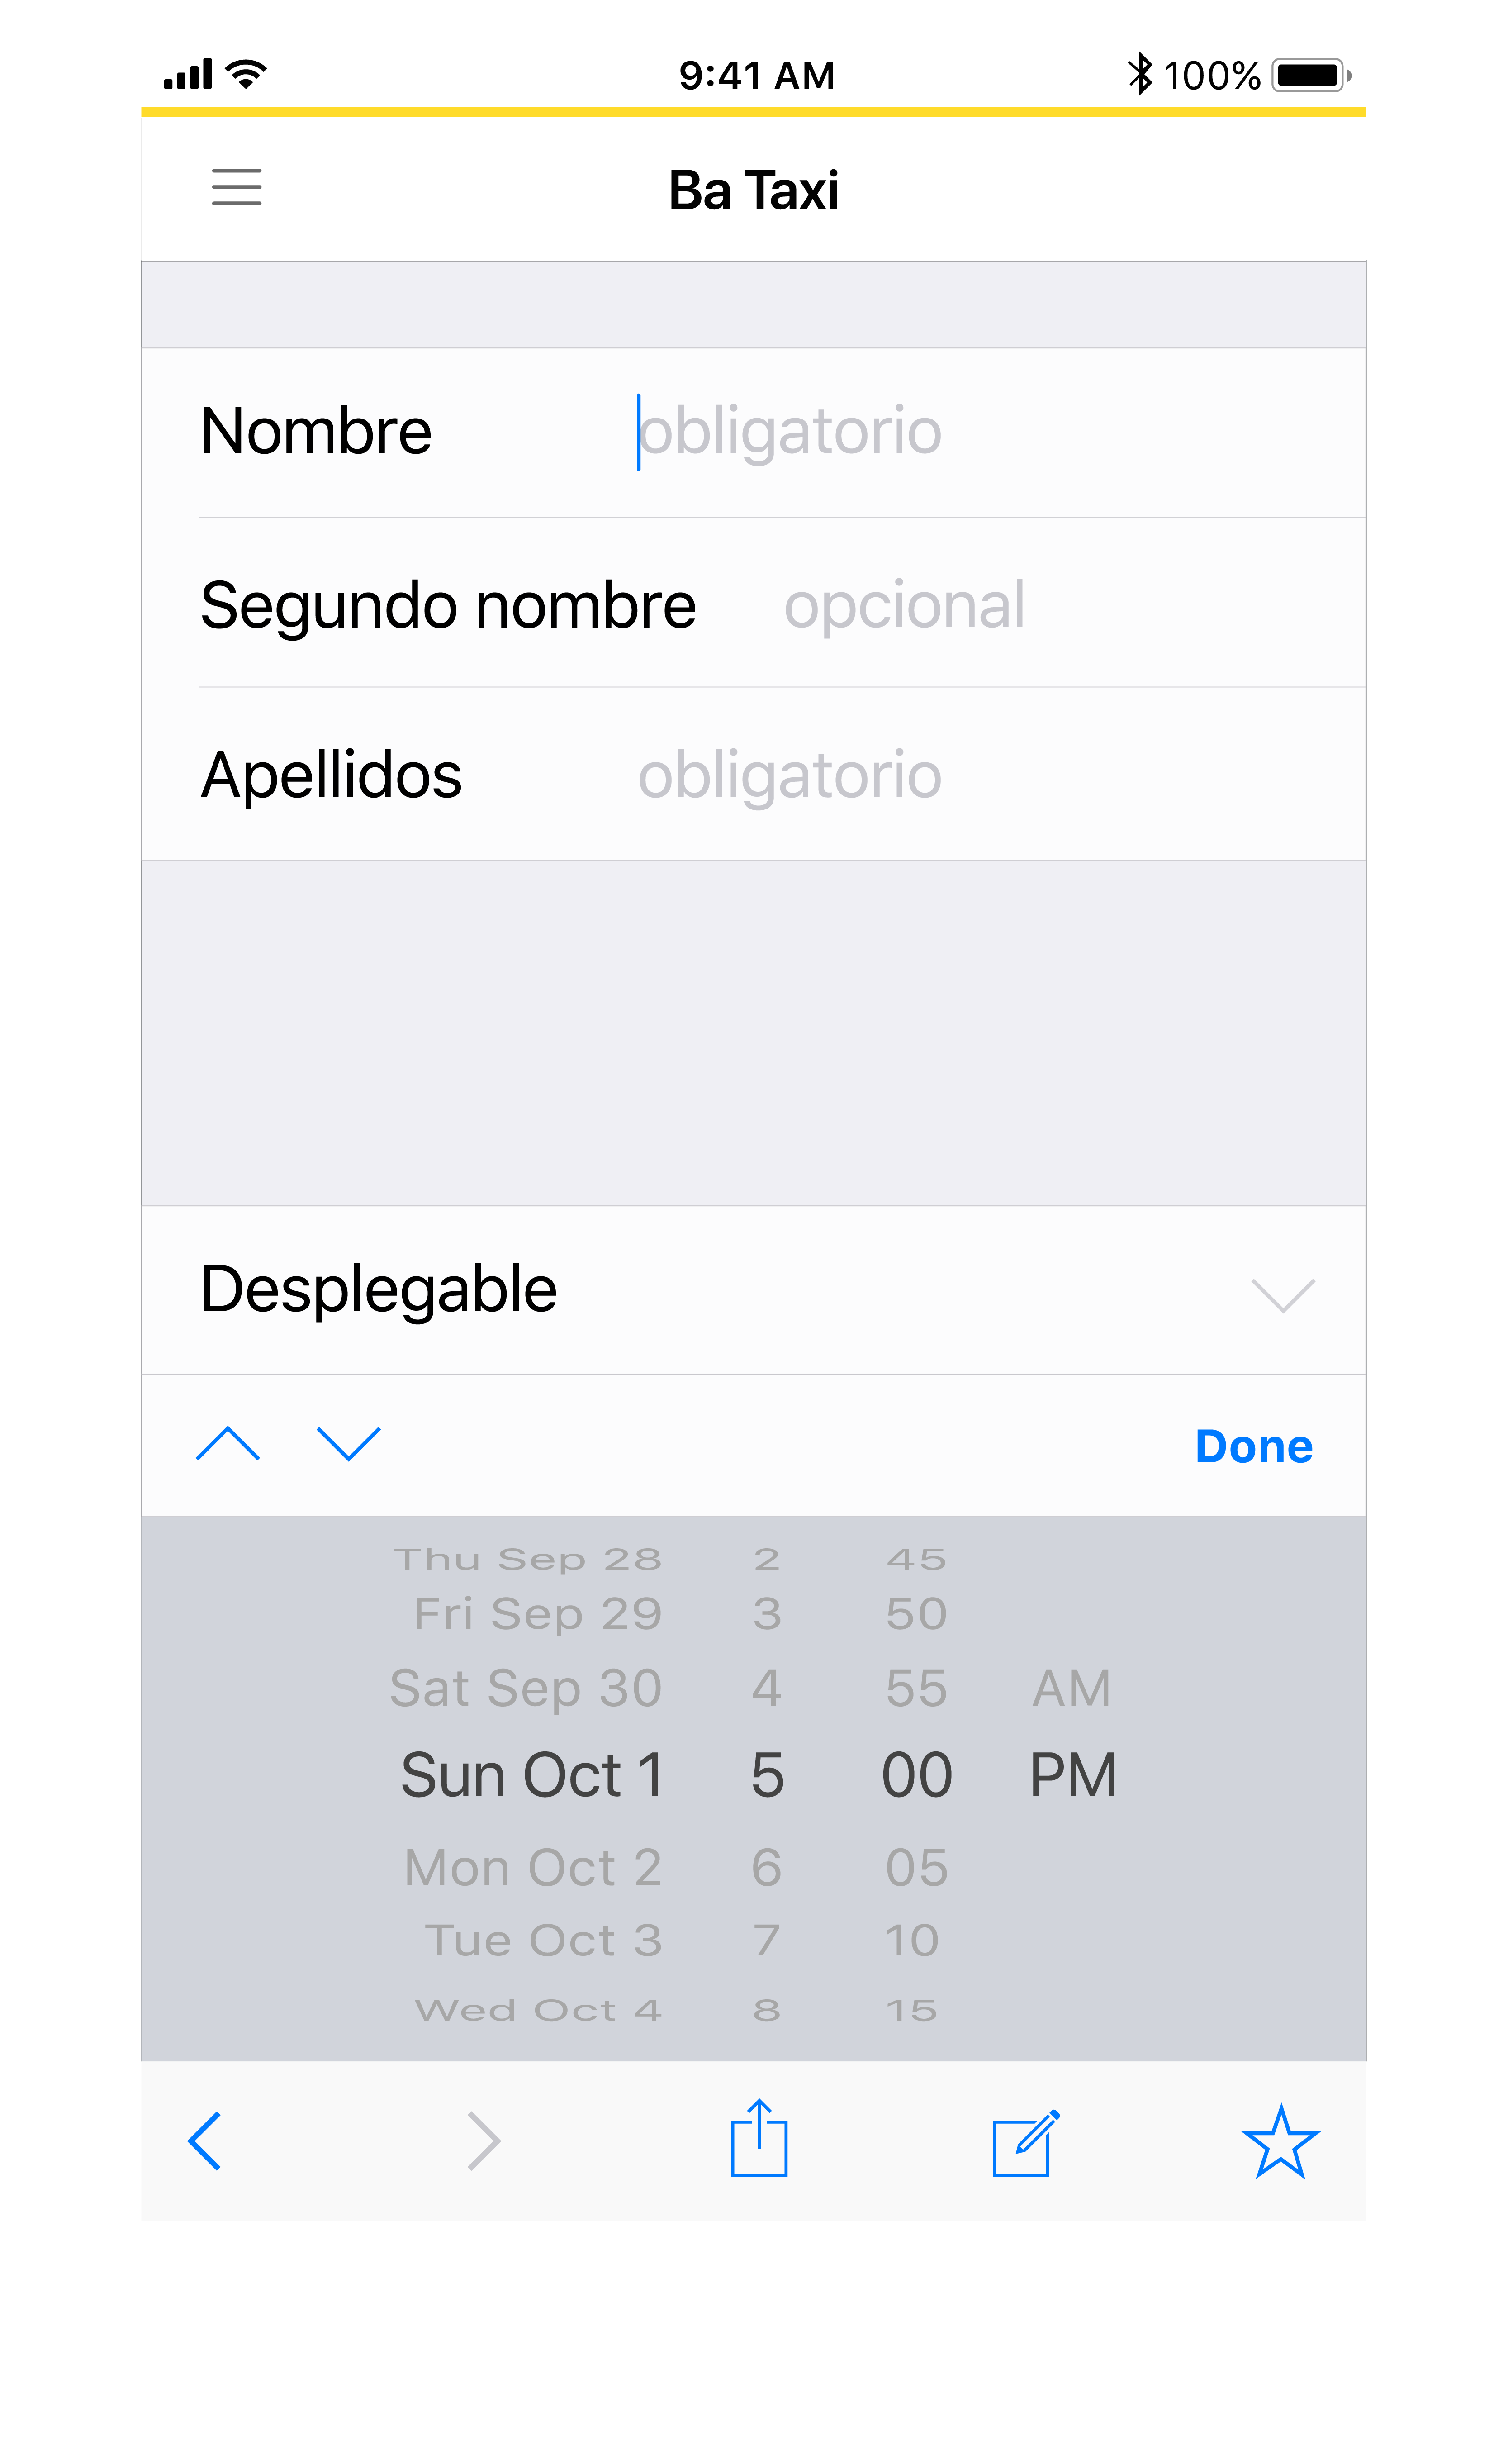 9:41 AM 100%
Ba Taxi
Nombre obligatorio
Segundo nombre opcional
Apellidos obligatorio
Desplegable
Done
Thu Sep 28 2 45
Fri Sep 29 3 50
Sat Sep 30 4 55 AM
Sun Oct 1 5 00 PM
Mon Oct 2 6 05
Tue Oct 3 7 10
Wed Oct 4 8 15